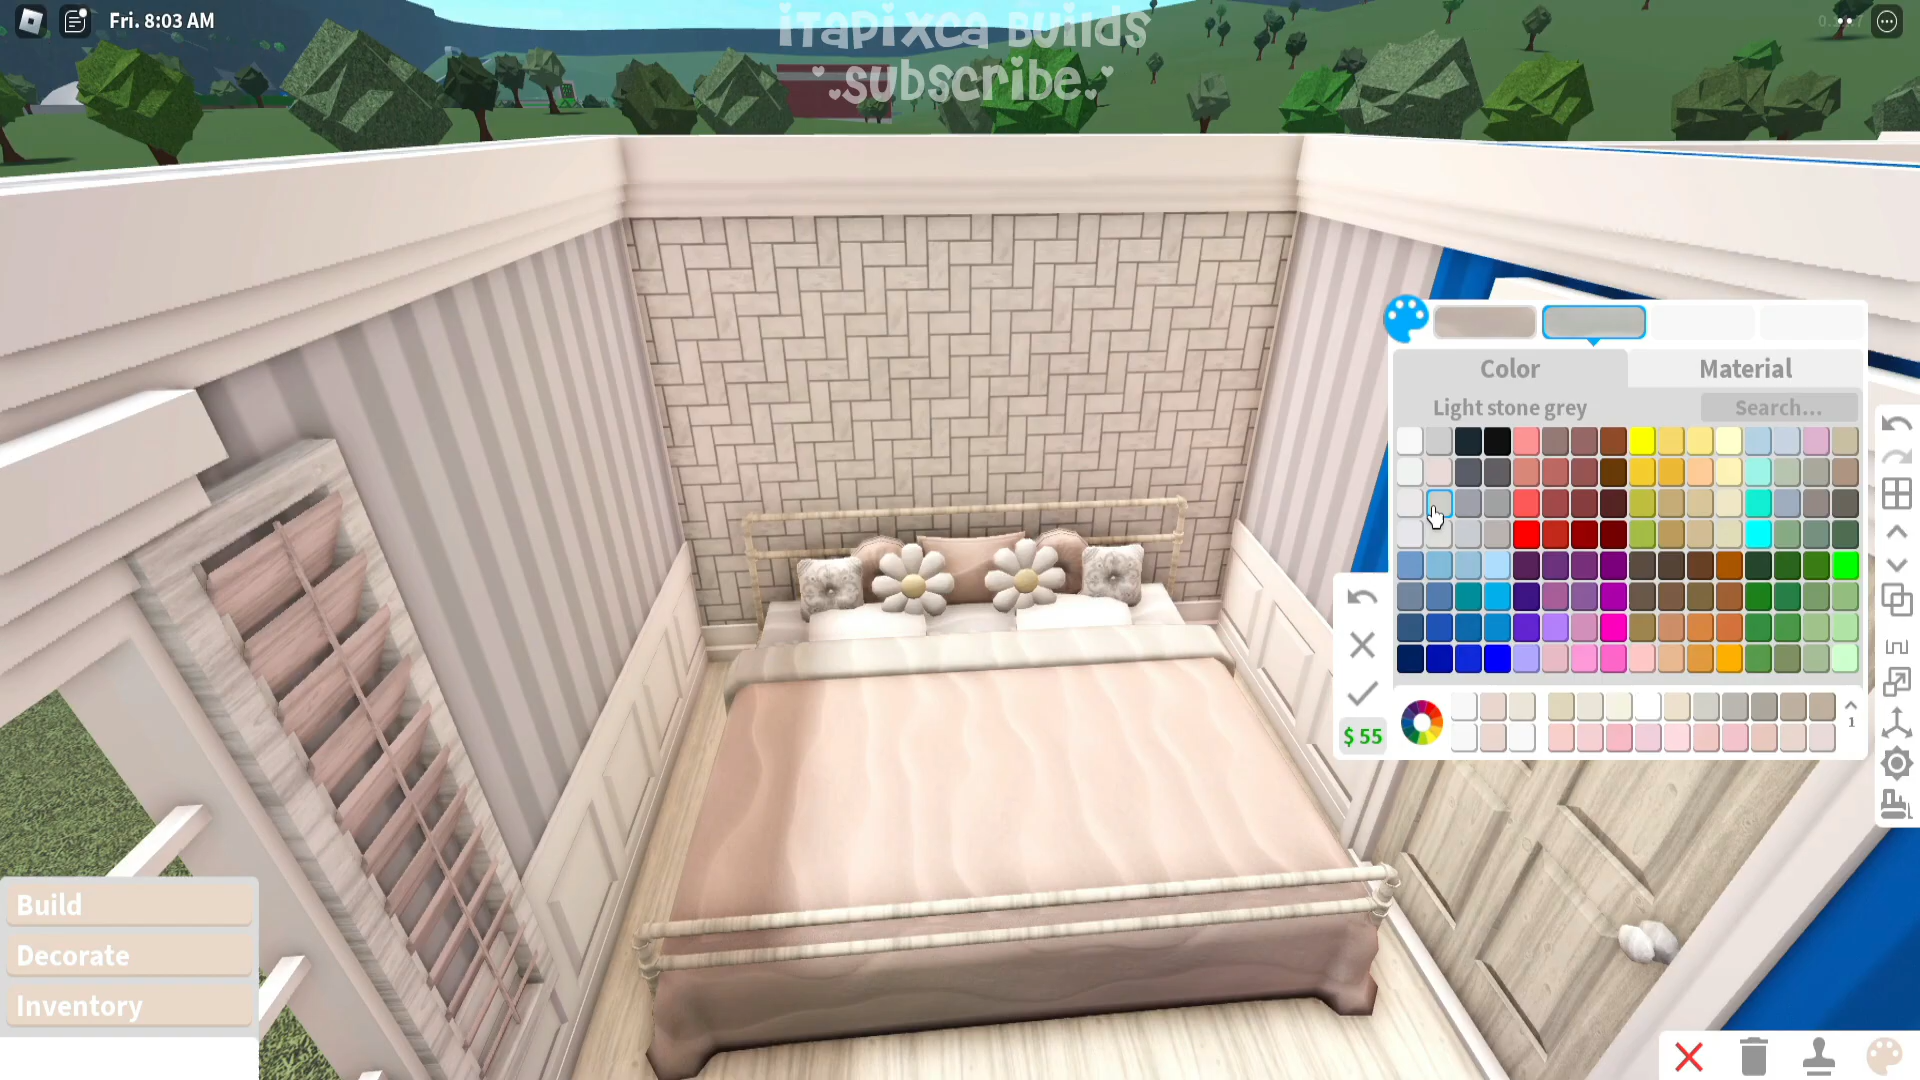 Fri. 8:03 AM
iTapixca Builds
subscribe.
Color
Material
Light stone grey
Search...
1
$ 55
Build
Decorate
Inventory